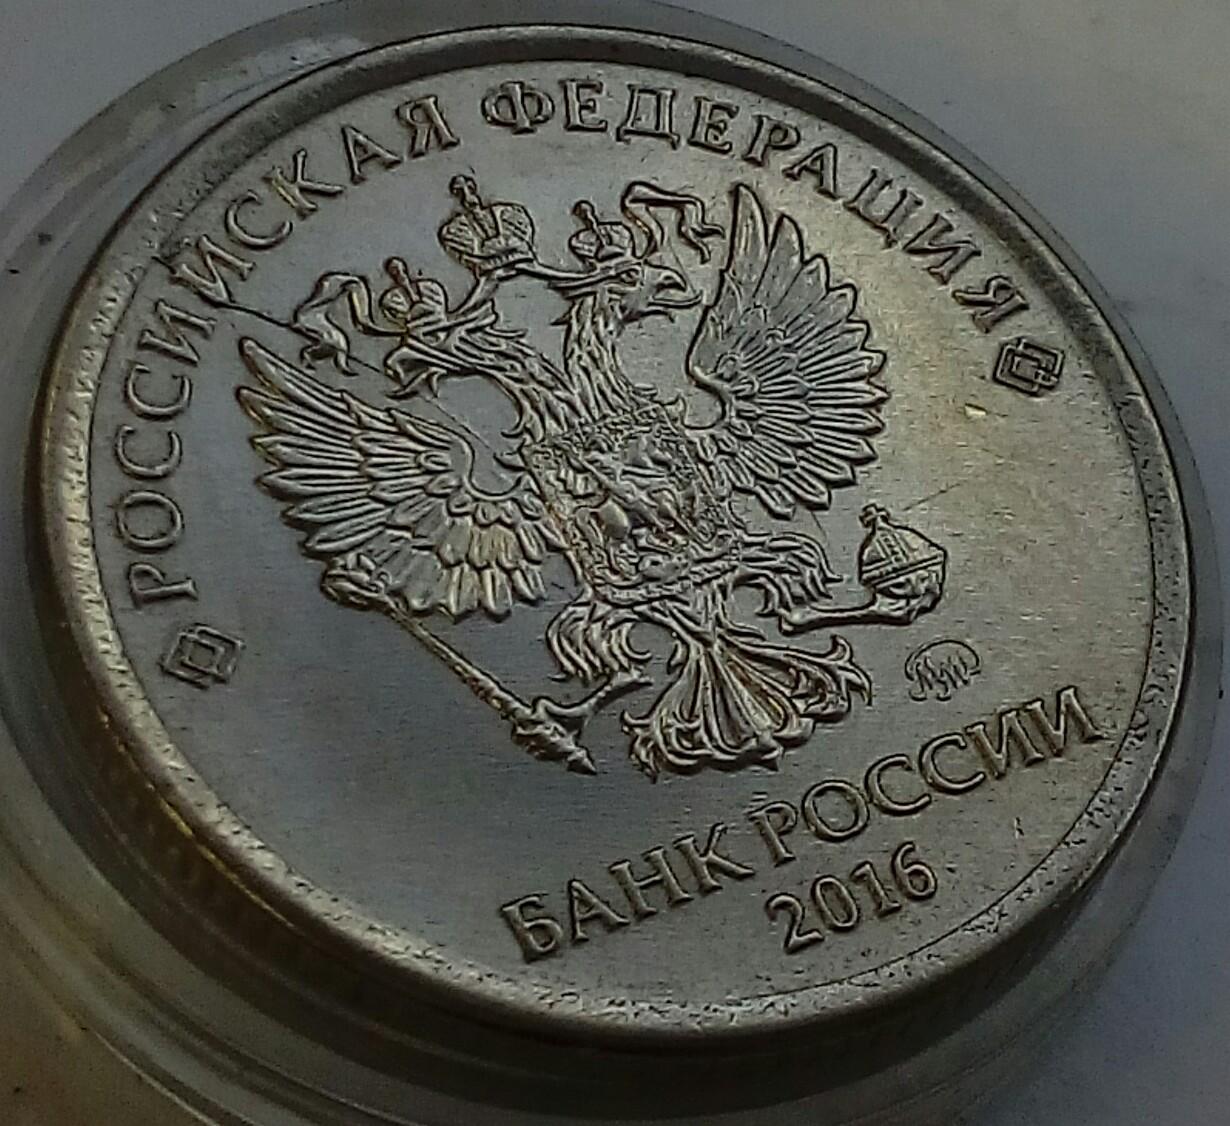 РОССИЙСКАЯ ФЕДЕРАЦИЯ
ММД
БАНК РОССИИ
2016